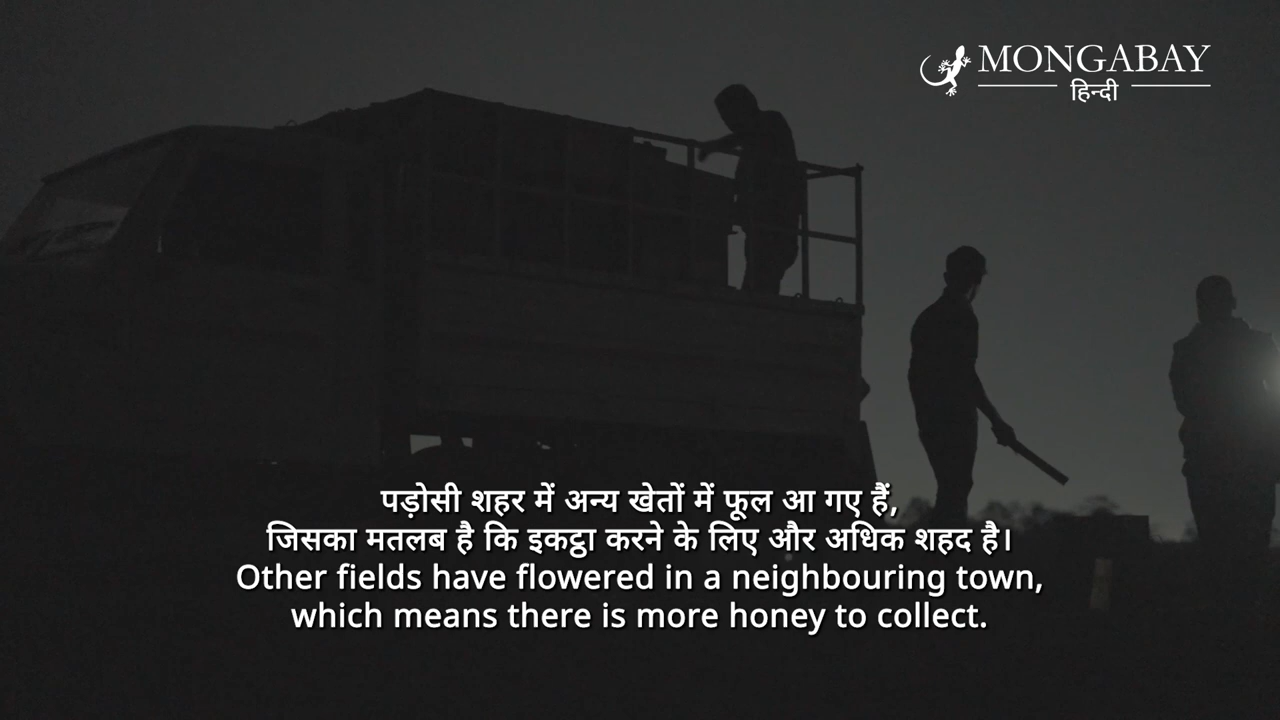 MONGABAY
हिन्दी
पड़ोसी शहर में अन्य खेतों में फूल आ गए हैं,
जिसका मतलब है कि इकट्ठा करने के लिए और अधिक शहद है।
Other fields have flowered in a neighbouring town,
which means there is more honey to collect.